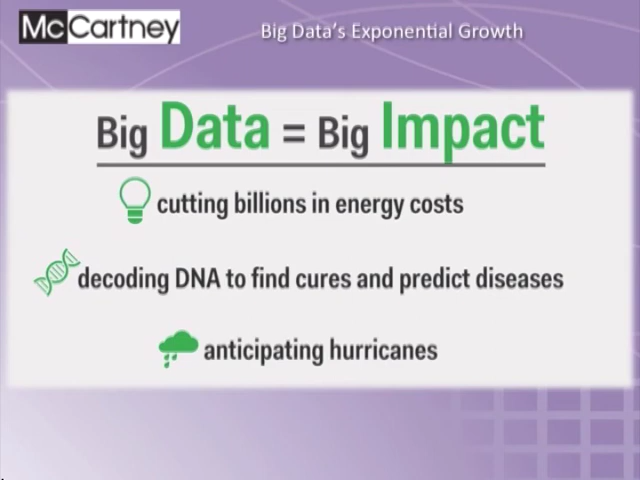 McCartney
Big Data's Exponential Growth
Big Data = Big Impact
cutting billions in energy costs
decoding DNA to find cures and predict diseases
anticipating hurricanes